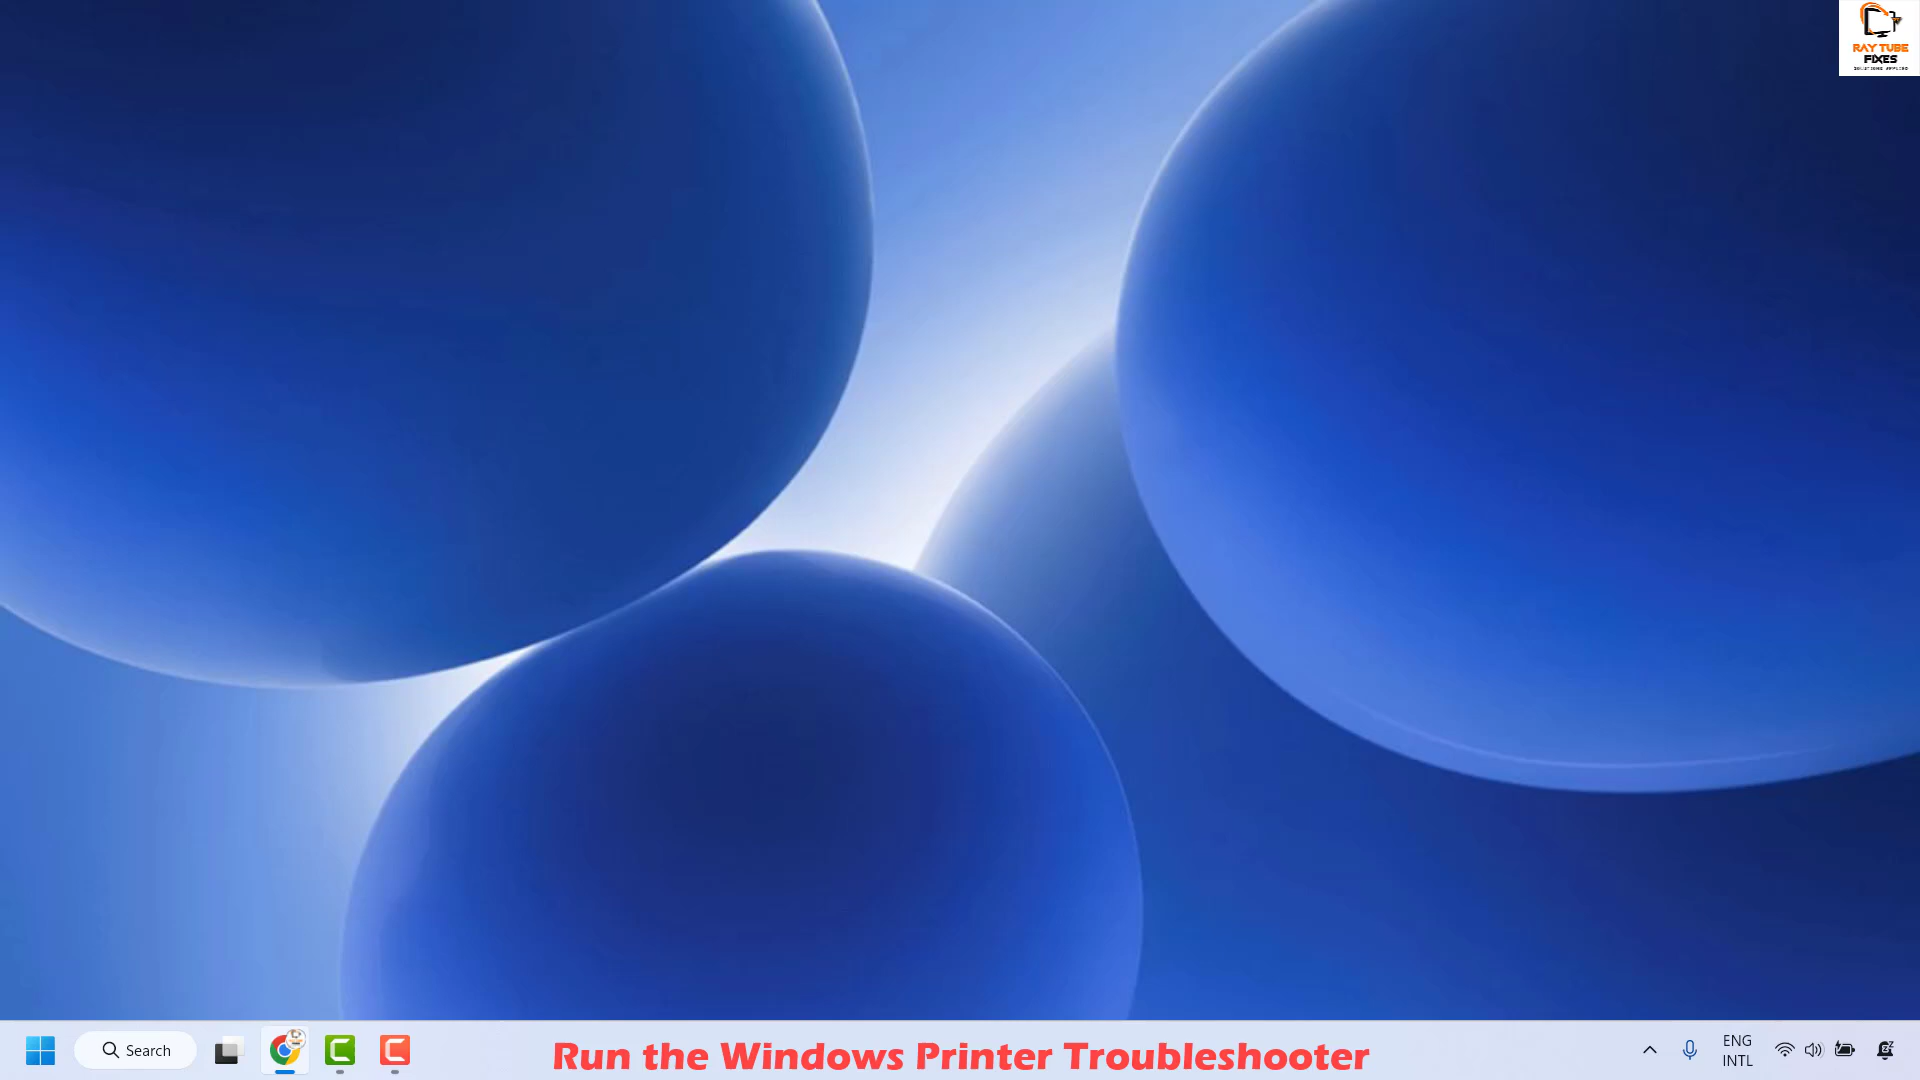 RAY TUBE
FIXES
Search
Run the Windows Printer Troubleshooter
ENG
INTL